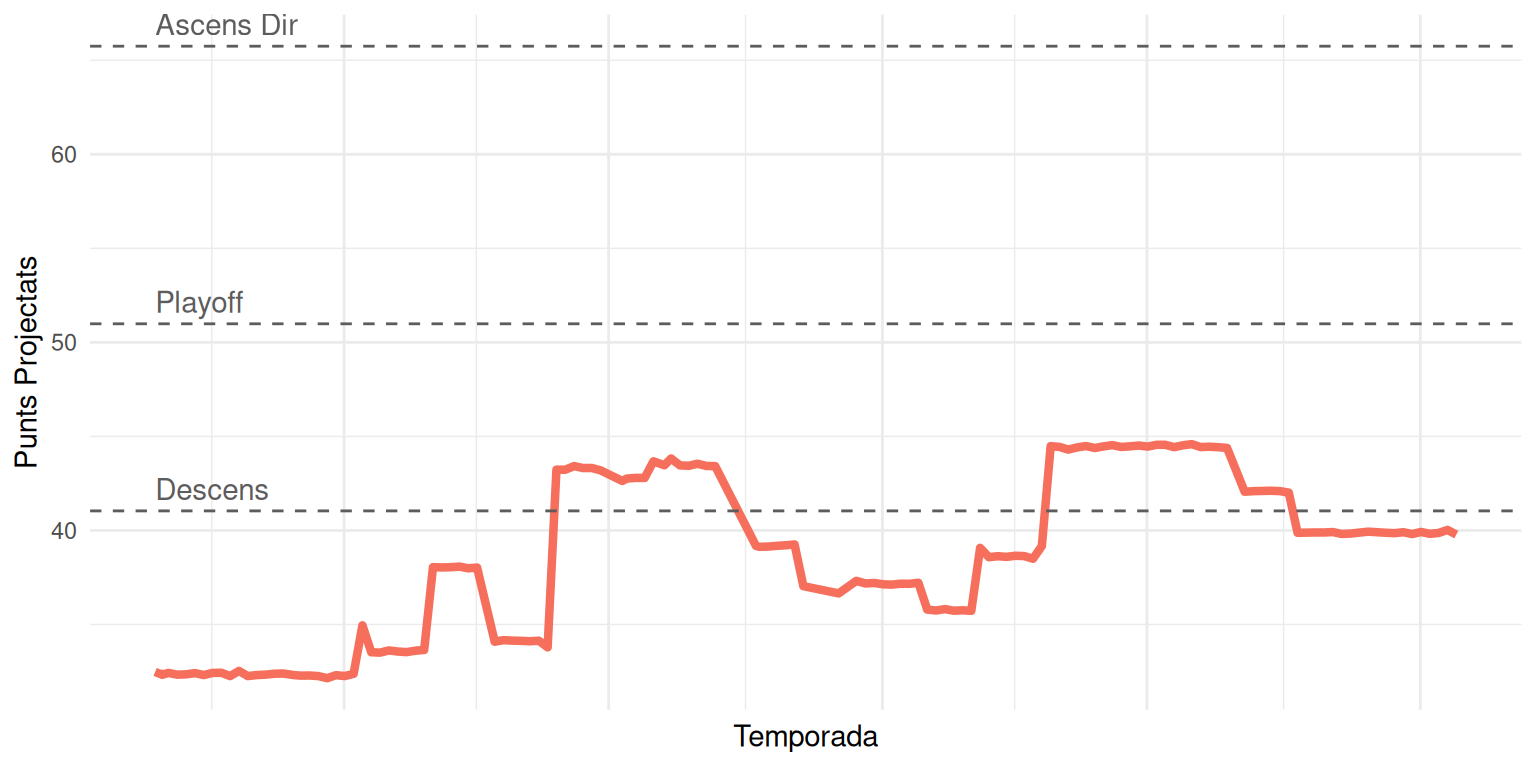 Ascens Dir
60
Playoff
50
Descens
40
Punts Projectats
Temporada